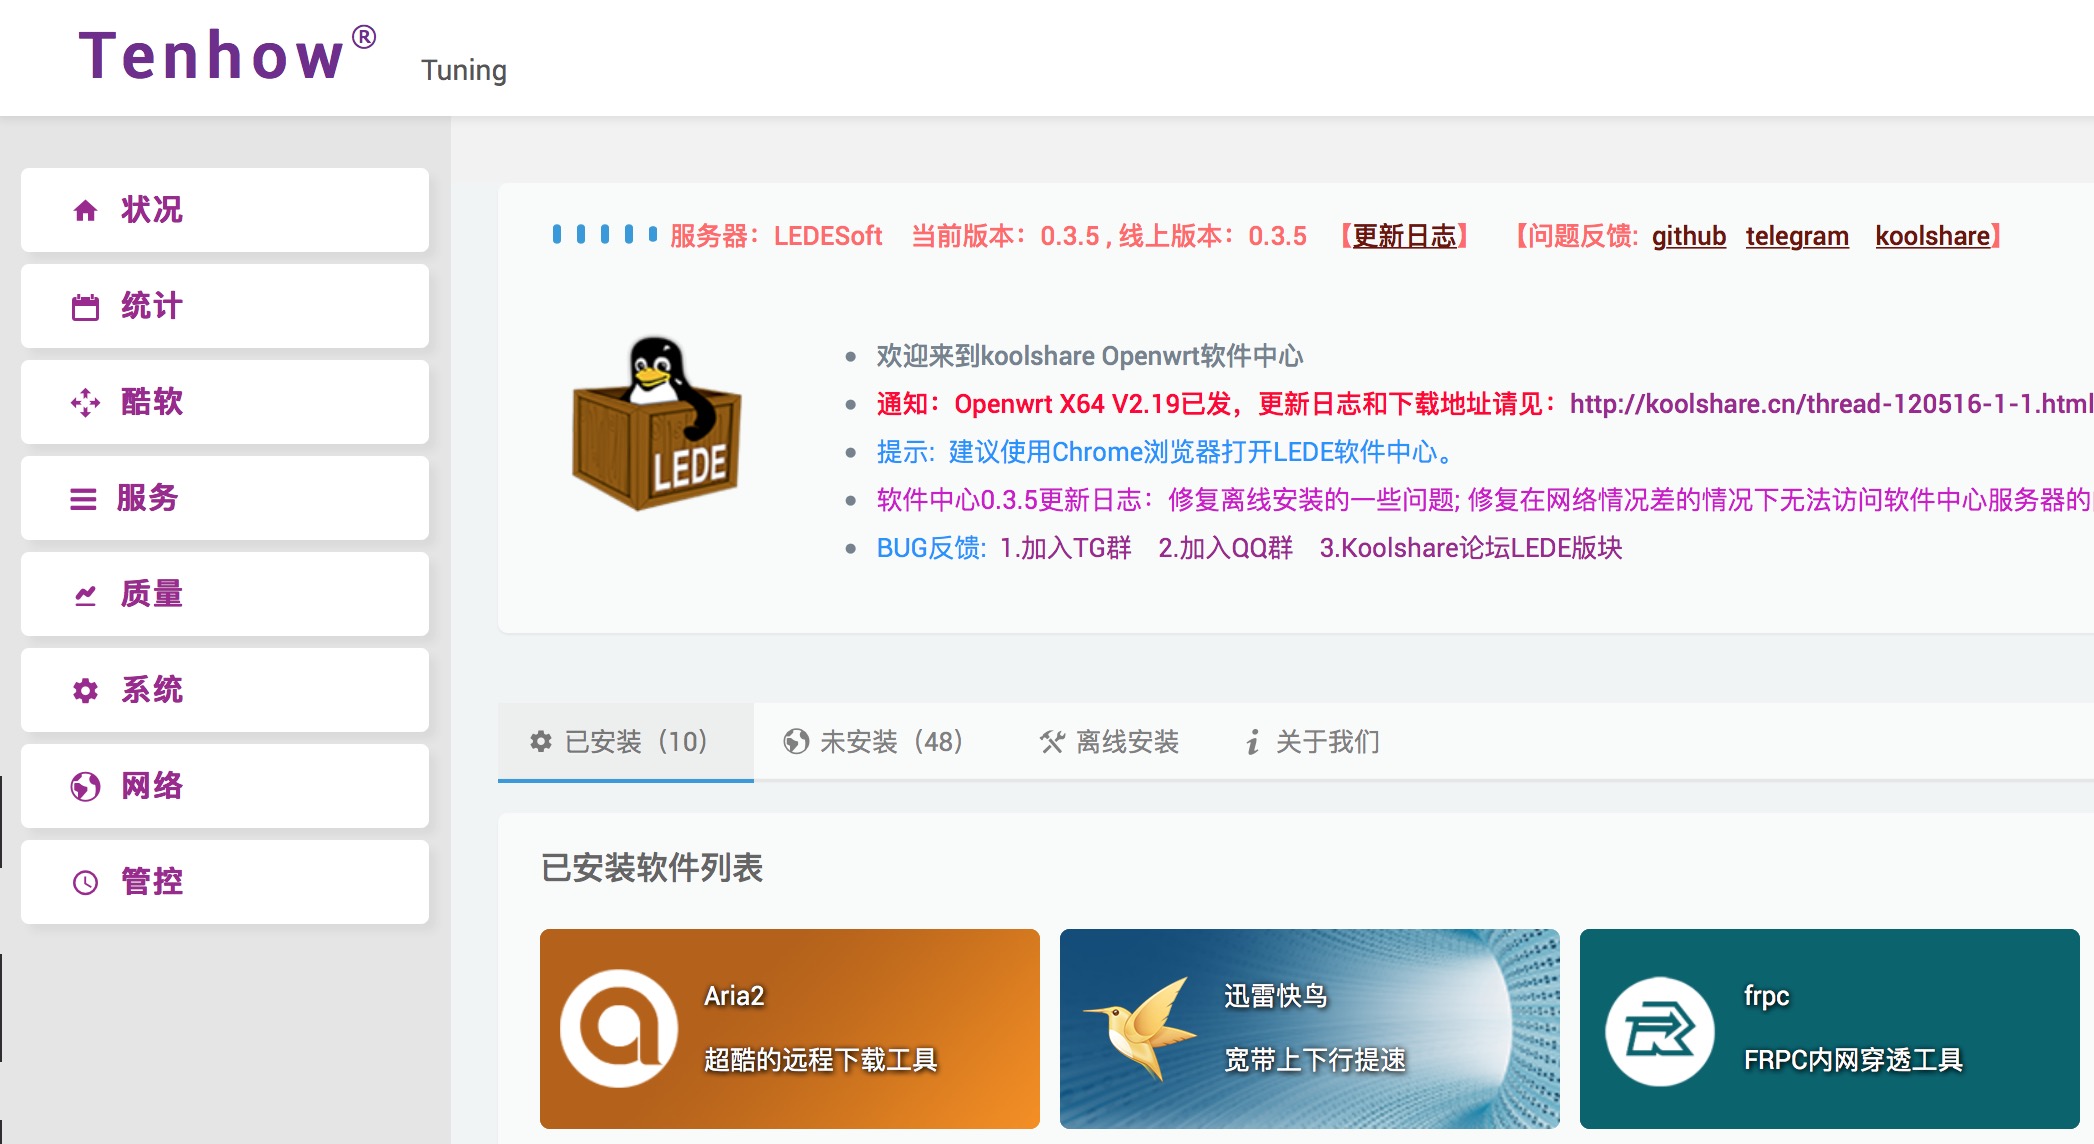 Tenhow®
Tuning
状况
统计
酷软
服务
质量
系统
网络
管控
服务器：LEDESoft 当前版本：0.3.5 , 线上版本：0.3.5 【更新日志】 【问题反馈: github telegram koolshare】
LEDE
欢迎来到koolshare Openwrt软件中心
通知：Openwrt X64 V2.19已发，更新日志和下载地址请见：http://koolshare.cn/thread-120516-1-1.html
提示: 建议使用Chrome浏览器打开LEDE软件中心。
软件中心0.3.5更新日志：修复离线安装的一些问题; 修复在网络情况差的情况下无法访问软件中心服务器的
BUG反馈: 1.加入TG群 2.加入QQ群 3.Koolshare论坛LEDE版块
已安装（10） 未安装（48） 离线安装 关于我们
已安装软件列表
Aria2
超酷的远程下载工具
迅雷快鸟
宽带上下行提速
frpc
FRPC内网穿透工具